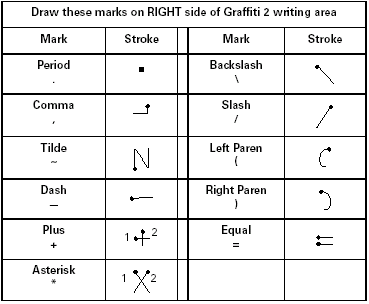 Draw these marks on RIGHT side of Graffiti 2 writing area
Mark Stroke Mark Stroke
Period Backslash
. \
Comma Slash
, /
Tilde Left Paren
~ (
Dash Right Paren
— )
Plus 1 2 Equal
+ =
Asterisk 1 2
*